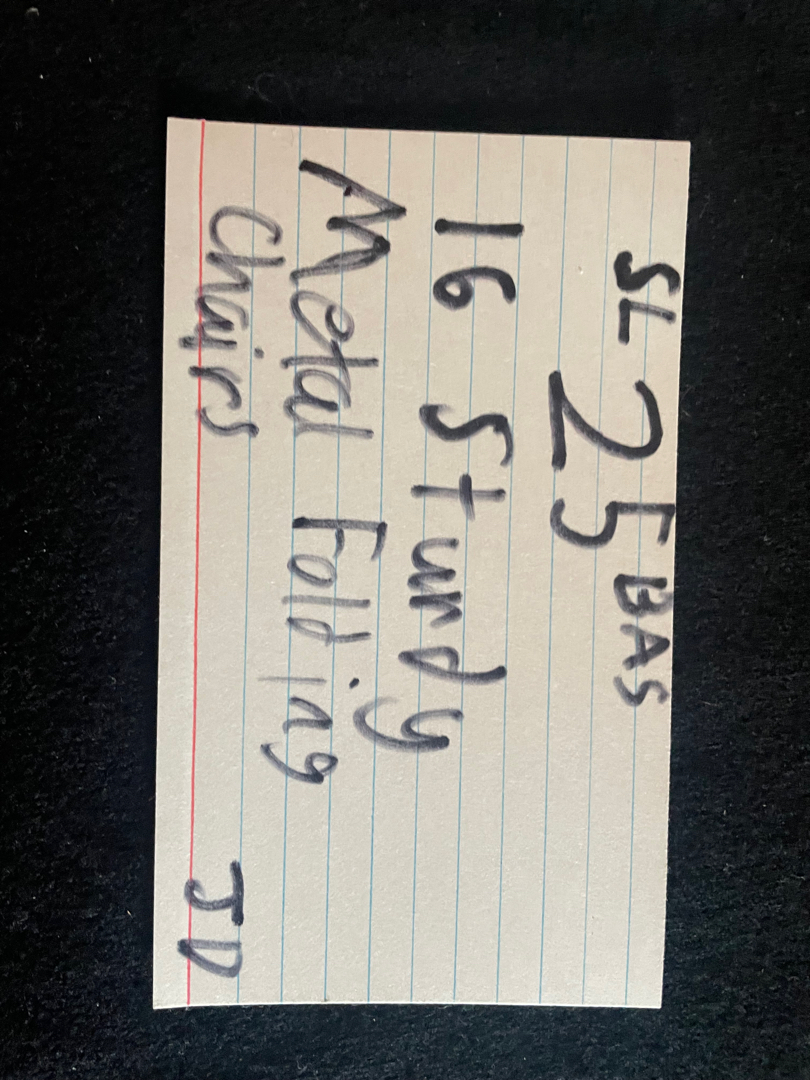 SL 25 BAS
16 Sturdy
Metal Folding
Chairs JD